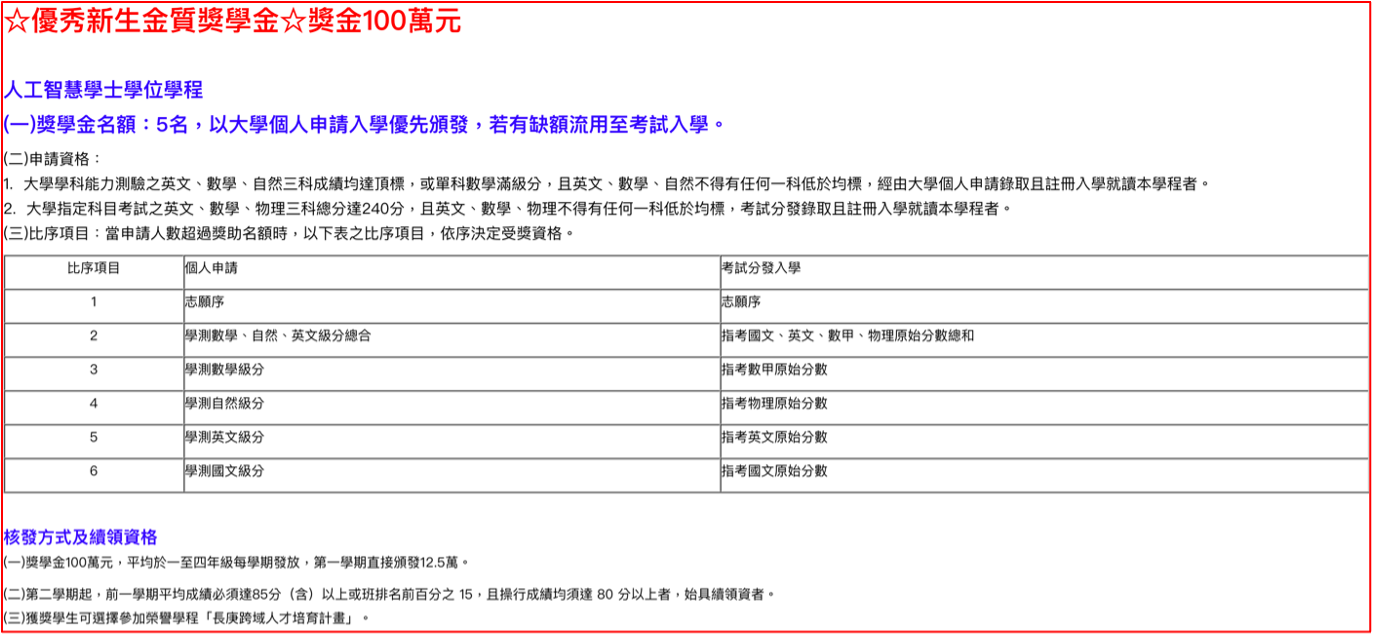 ☆優秀新生金質獎學金☆獎金100萬元
人工智慧學士學位學程
(一)獎學金名額：5名，以大學個人申請入學優先頒發，若有缺額流用至考試入學。
(二)申請資格：
1. 大學學科能力測驗之英文、數學、自然三科成績均達頂標，或單科數學滿級分，且英文、數學、自然不得有任何一科低於均標，經由大學個人申請錄取且註冊入學就讀本學程者。
2. 大學指定科目考試之英文、數學、物理三科總分達240分，且英文、數學、物理不得有任何一科低於均標，考試分發錄取且註冊入學就讀本學程者。
(三)比序項目：當申請人數超過獎助名額時，以下表之比序項目，依序決定受獎資格。
比序項目 個人申請 考試分發入學
1 志願序 志願序
2 學測數學、自然、英文級分總合 指考國文、英文、數甲、物理原始分數總和
3 學測數學級分 指考數甲原始分數
4 學測自然級分 指考物理原始分數
5 學測英文級分 指考英文原始分數
6 學測國文級分 指考國文原始分數
核發方式及續領資格
(一)獎學金100萬元，平均於一至四年級每學期發放，第一學期直接頒發12.5萬。
(二)第二學期起，前一學期平均成績必須達85分（含）以上或班排名前百分之 15，且操行成績均須達 80 分以上者，始具續領資者。
(三)獲獎學生可選擇參加榮譽學程「長庚跨域人才培育計畫」。